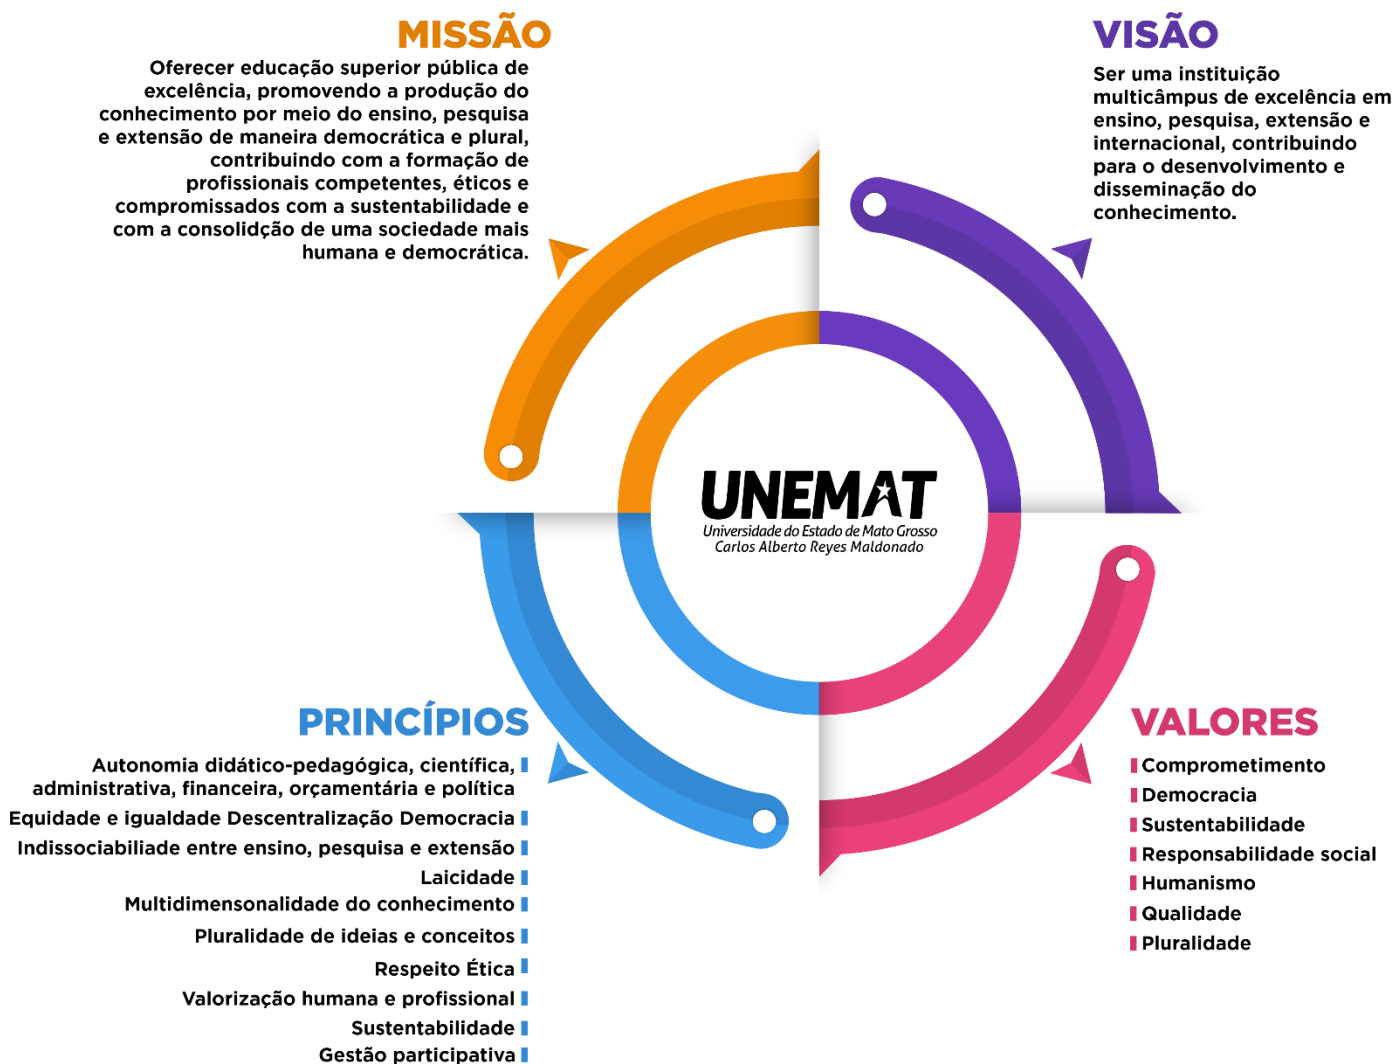 MISSÃO
Oferecer educação superior pública de
excelência, promovendo a produção do
conhecimento por meio do ensino, pesquisa
e extensão de maneira democrática e plural,
contribuindo com a formação de
profissionais competentes, éticos e
compromissados com a sustentabilidade e
com a consolidção de uma sociedade mais
humana e democrática.
VISÃO
Ser uma instituição
multicâmpus de excelência em
ensino, pesquisa, extensão e
internacional, contribuindo
para o desenvolvimento e
disseminação do
conhecimento.
UNEMAT
Universidade do Estado de Mato Grosso
Carlos Alberto Reyes Maldonado
PRINCÍPIOS
Autonomia didático-pedagógica, científica,
administrativa, financeira, orçamentária e política
Equidade e igualdade Descentralização Democracia
Indissociabiliade entre ensino, pesquisa e extensão
Laicidade
Multidimensonalidade do conhecimento
Pluralidade de ideias e conceitos
Respeito Ética
Valorização humana e profissional
Sustentabilidade
Gestão participativa
VALORES
Comprometimento
Democracia
Sustentabilidade
Responsabilidade social
Humanismo
Qualidade
Pluralidade